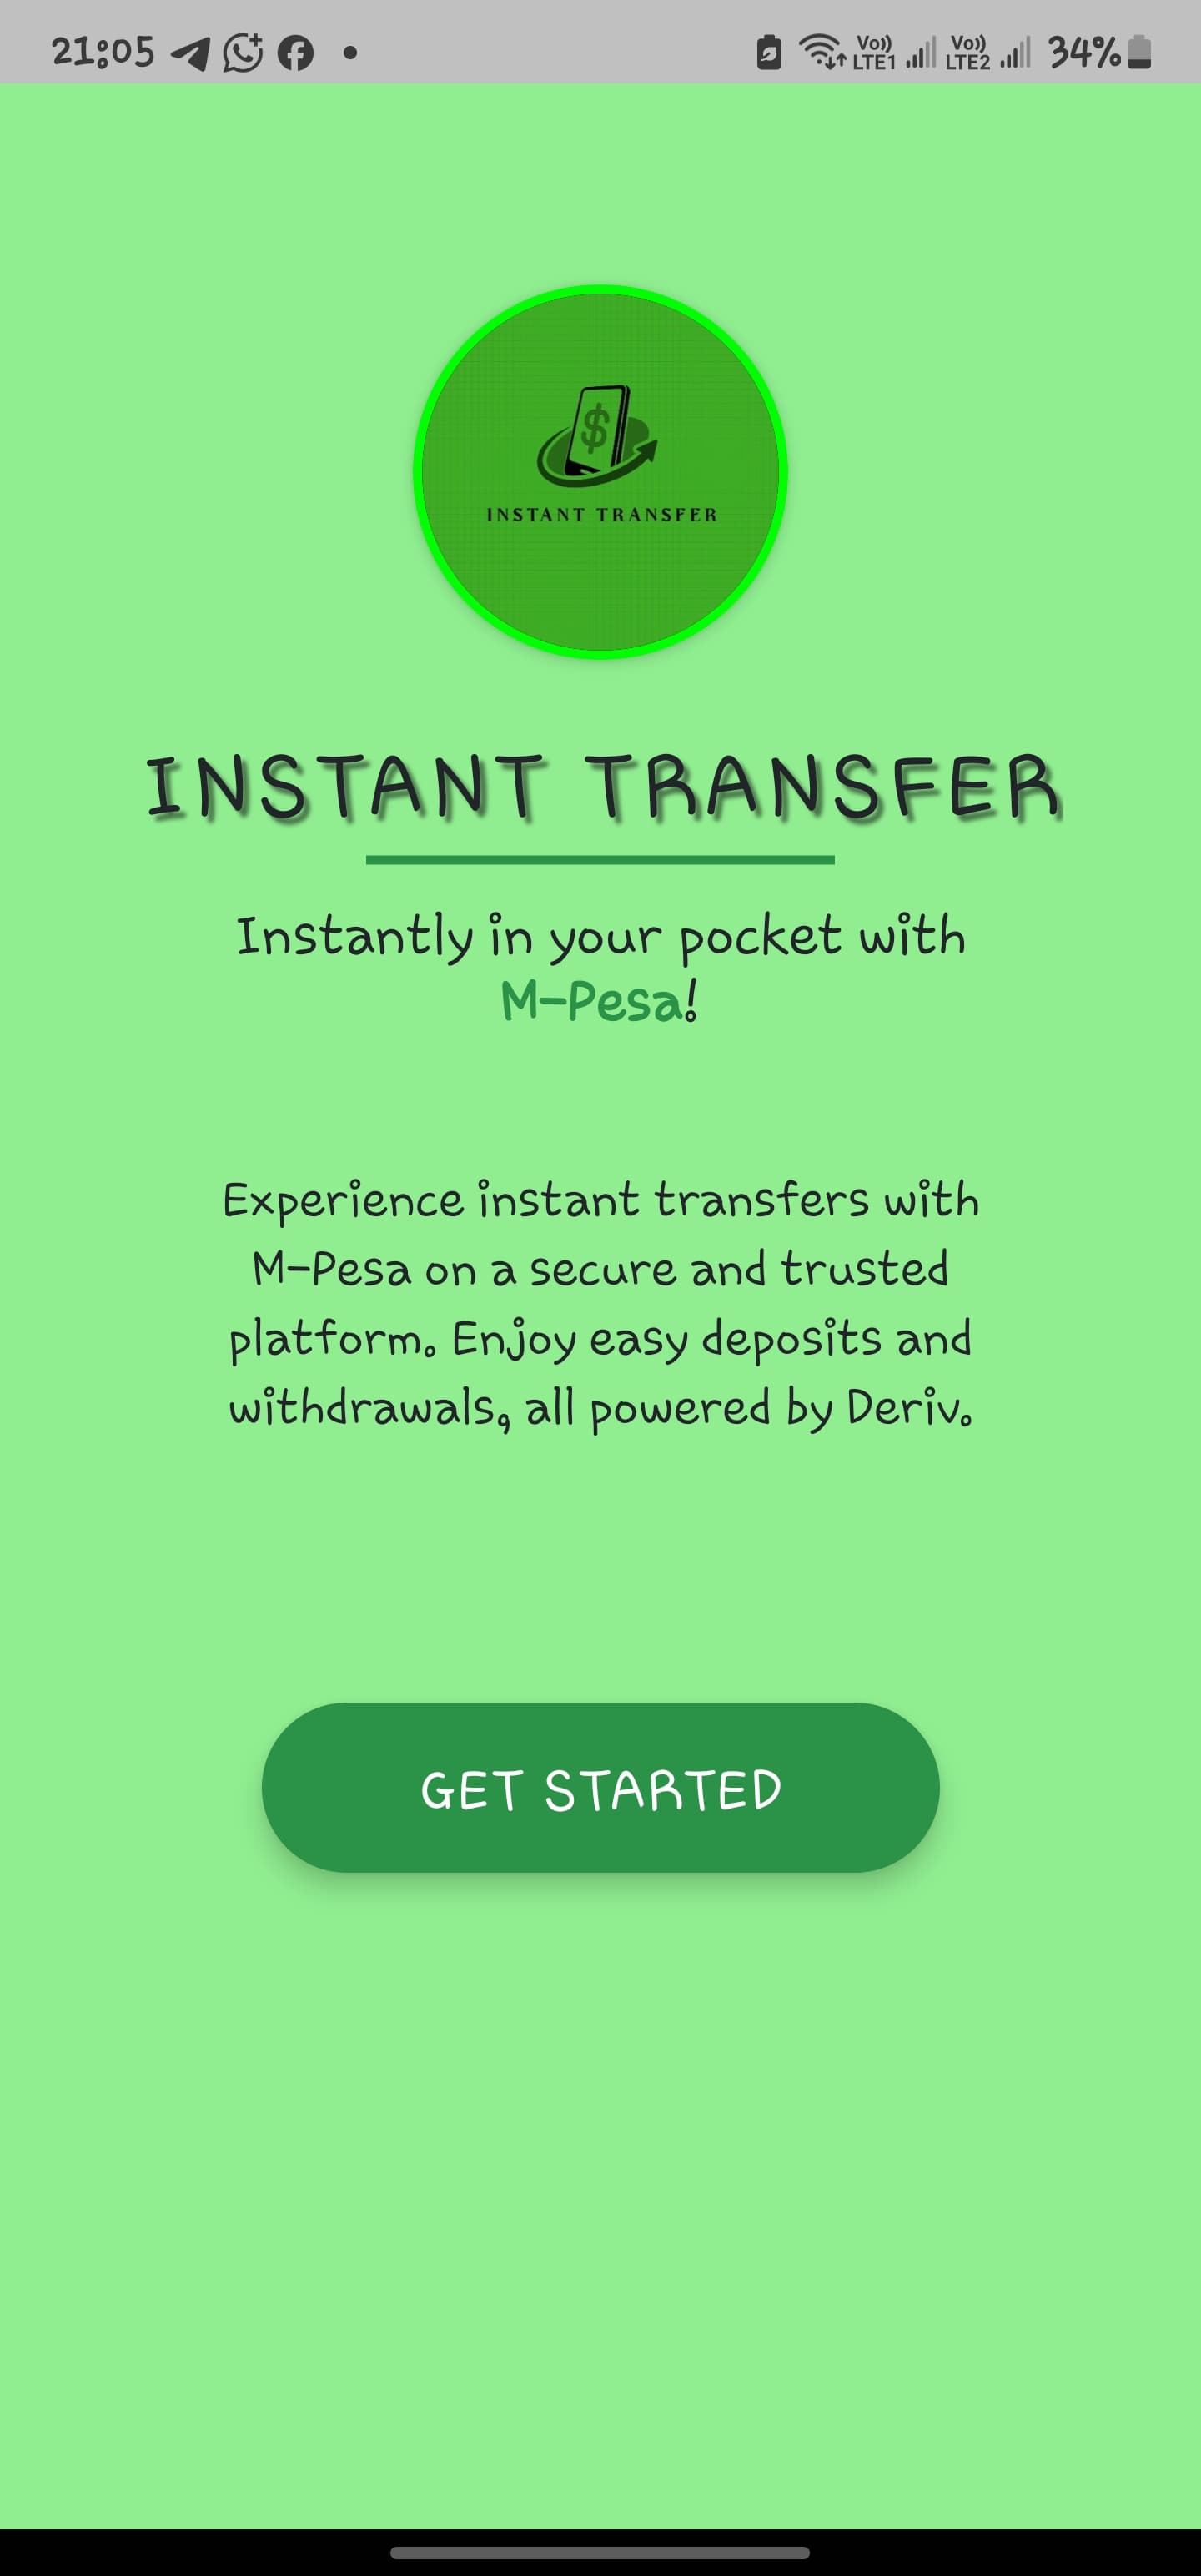 21:05
Vo)) LTE1 Vo)) LTE2 34%
$
INSTANT TRANSFER
INSTANT TRANSFER
Instantly in your pocket with
M-Pesa!
Experience instant transfers with
M-Pesa on a secure and trusted
platform. Enjoy easy deposits and
withdrawals, all powered by Deriv.
GET STARTED